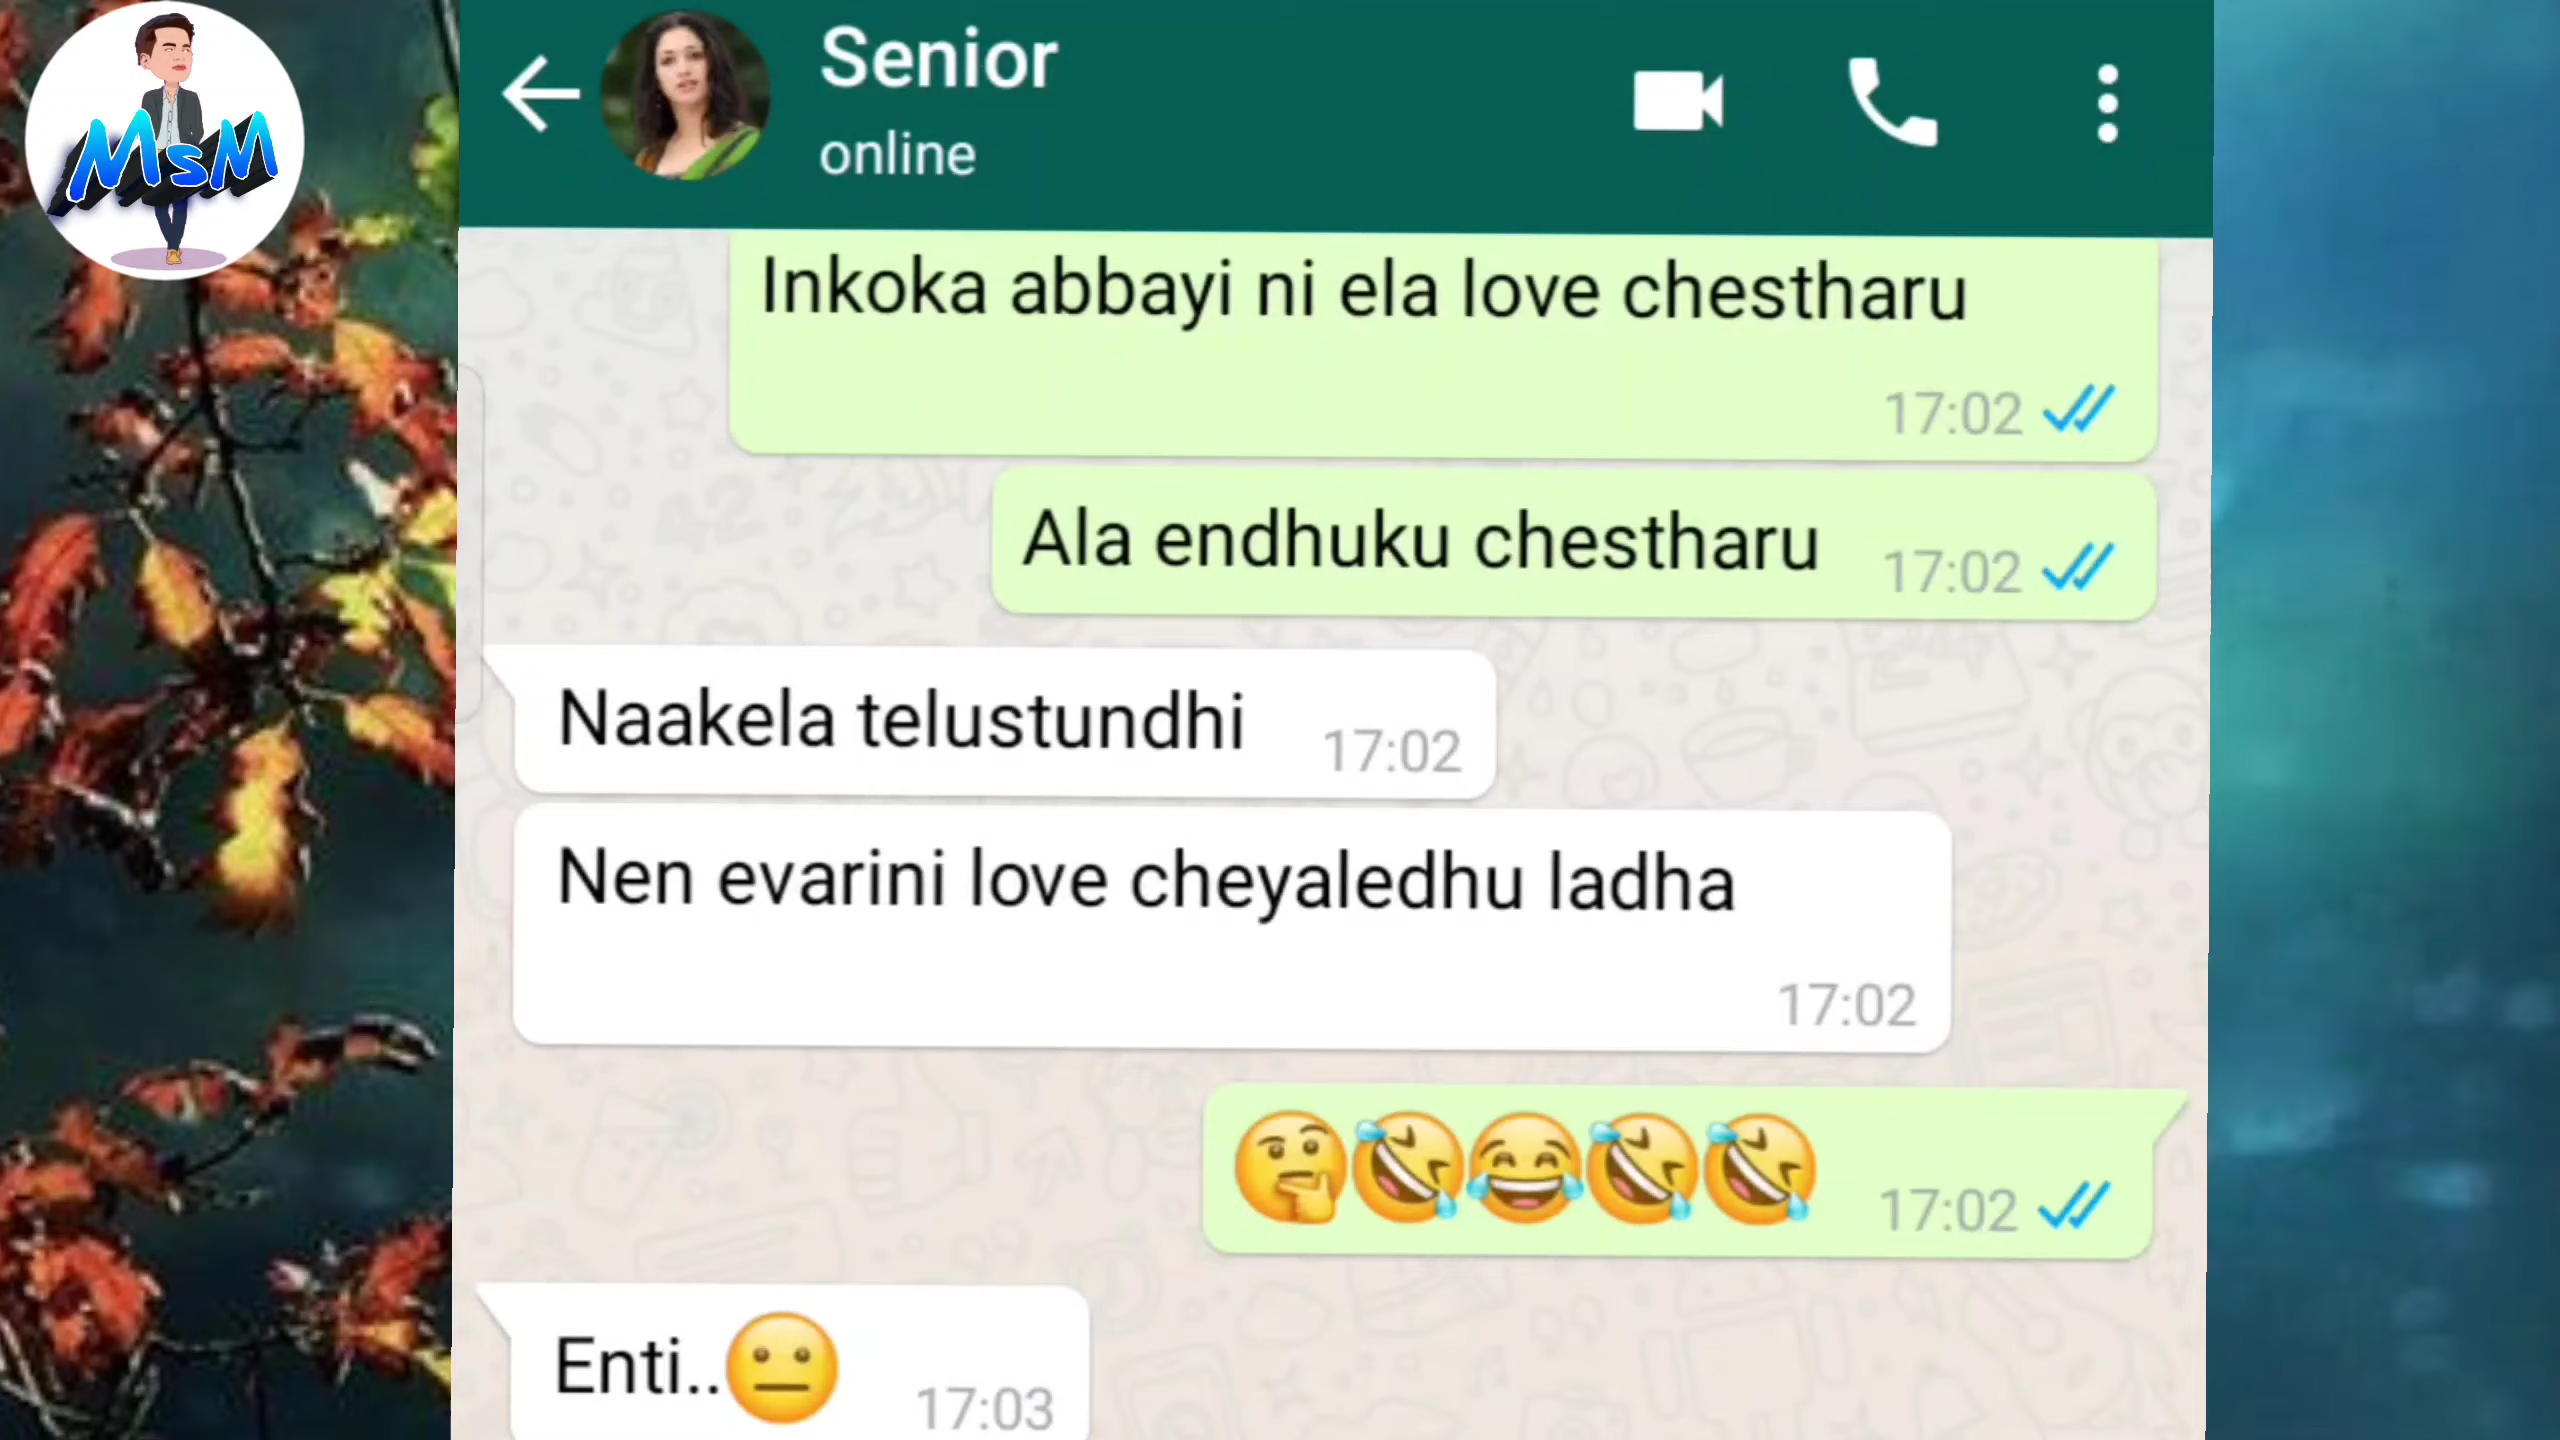 MsM
Senior
online
Inkoka abbayi ni ela love chestharu
17:02
Ala endhuku chestharu 17:02
Naakela telustundhi 17:02
Nen evarini love cheyaledhu ladha
17:02
🤔🤣😂🤣🤣 17:02
Enti..😐 17:03